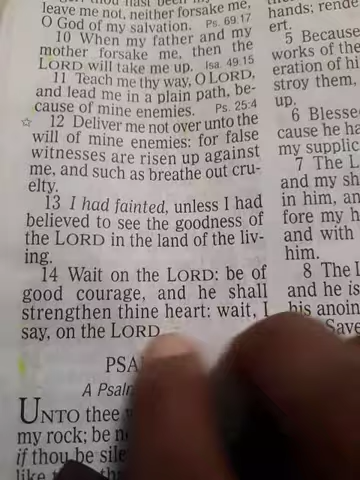 leave me not, neither forsake me,
O God of my salvation. Ps. 69.17
10 When my father and my
mother forsake me, then the
LORD will take me up. Isa. 49.15
11 Teach me thy way, O LORD,
and lead me in a plain path, be-
cause of mine enemies. Ps. 25:4
☆ 12 Deliver me not over unto the
will of mine enemies: for false
witnesses are risen up against
me, and such as breathe out cru-
elty.
13 I had fainted, unless I had
believed to see the goodness of
the LORD in the land of the liv-
ing.
14 Wait on the LORD: be of
good courage, and he shall
strengthen thine heart: wait, I
say, on the LORD
A Psalm
UNTO thee
my rock; be
if thou be
like
hands; rende
ert.
5 Because
works of the
eration of hi
stroy them,
up.
6 Blesse
cause he ha
my supplic
7 The L
and my sh
in him, an
fore my h
and with
him.
8 The L
and he is
his anoin
Save